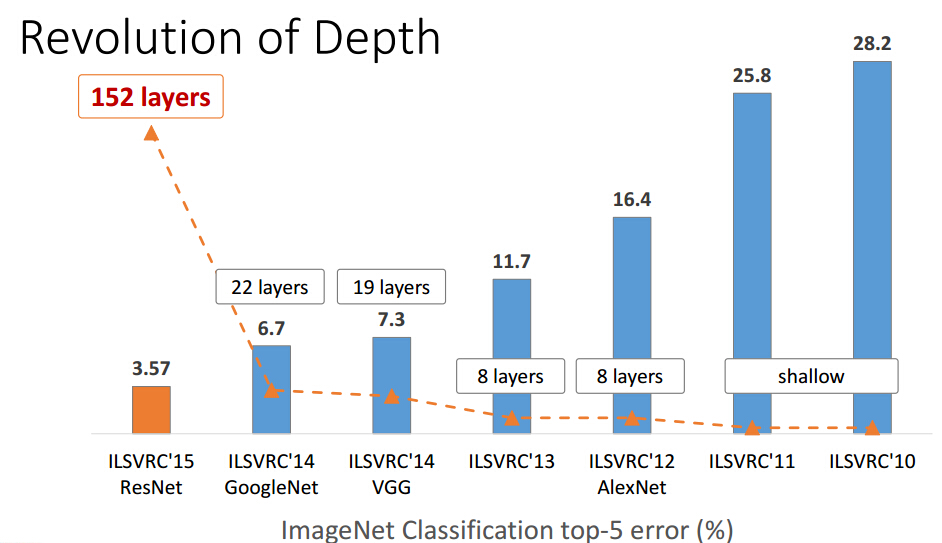 Revolution of Depth
152 layers
28.2
25.8
16.4
11.7
22 layers
19 layers
6.7
7.3
3.57
8 layers
8 layers
shallow
ILSVRC'15
ResNet
ILSVRC'14
GoogleNet
ILSVRC'14
VGG
ILSVRC'13
ILSVRC'12
AlexNet
ILSVRC'11
ILSVRC'10
ImageNet Classification top-5 error (%)